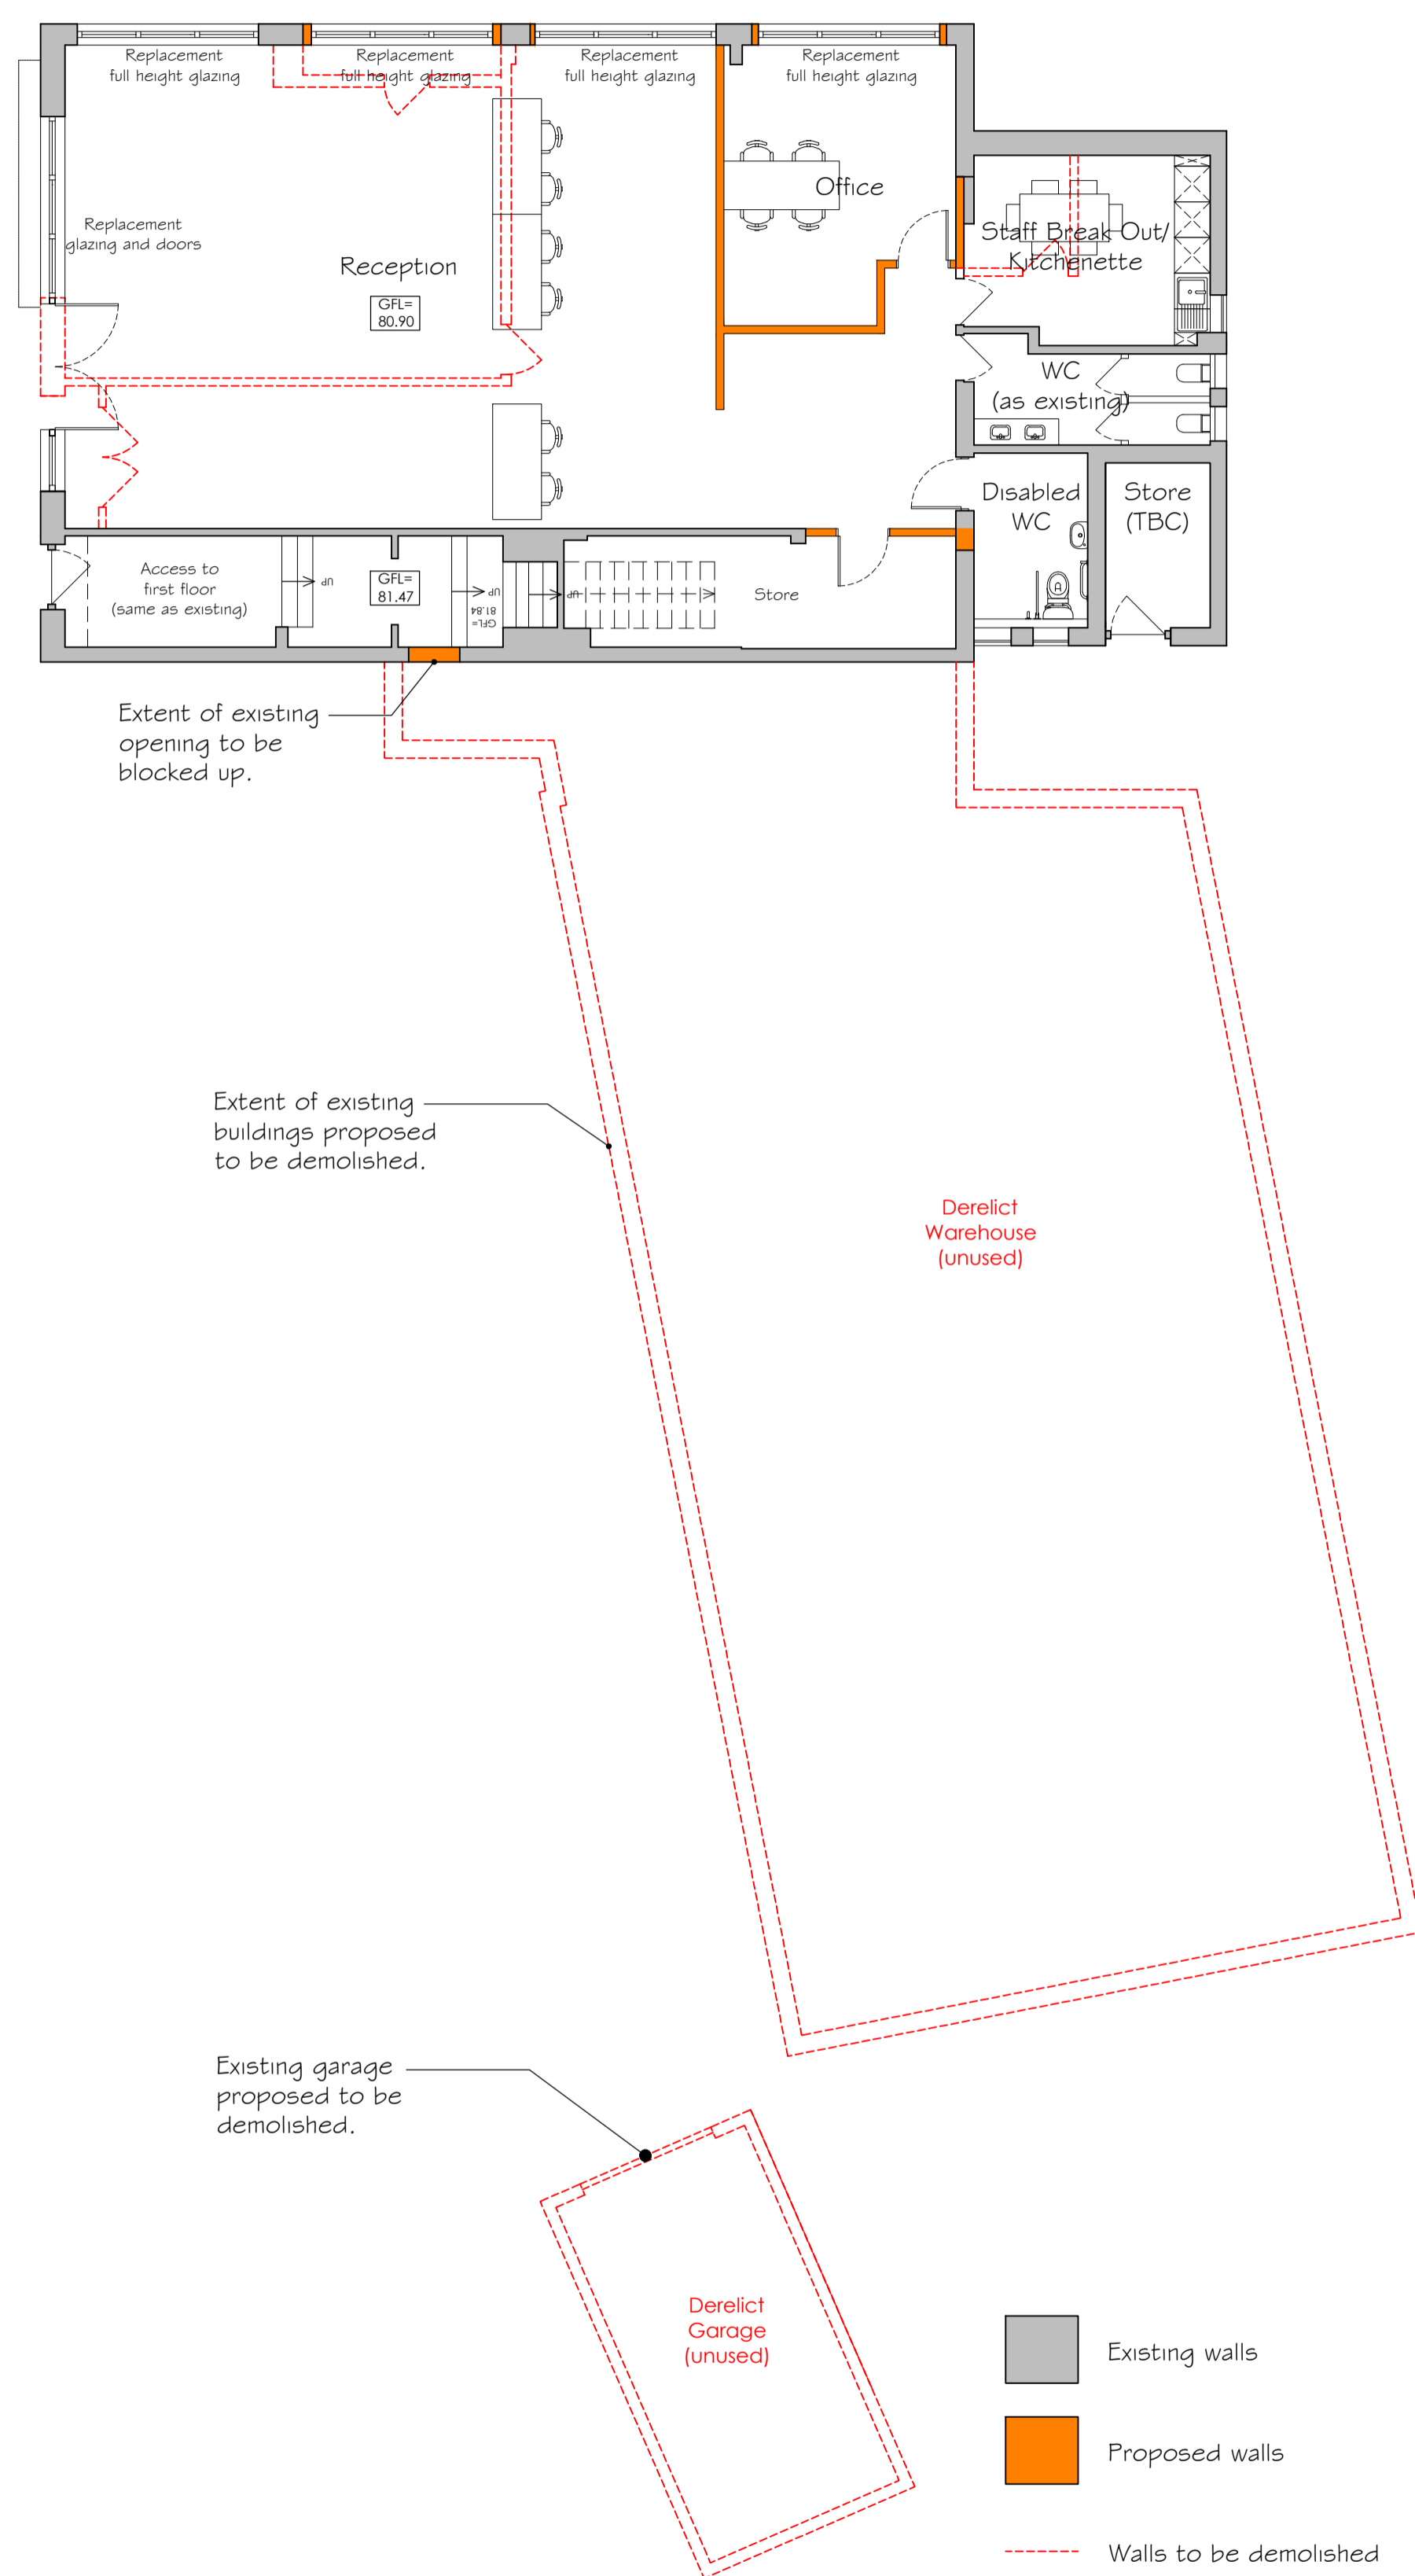 Replacement
full height glazing
Replacement
full height glazing
Replacement
full height glazing
Replacement
full height glazing
Replacement
glazing and doors
Reception
GFL=
80.90
Office
Staff Break Out/
Kitchenette
WC
(as existing)
Disabled
WC
Store
(TBC)
Access to
first floor
(same as existing)
UP
GFL=
81.47
UP
GFL=
81.84
UP
Store
A
Extent of existing
opening to be
blocked up.
Extent of existing
buildings proposed
to be demolished.
Derelict
Warehouse
(unused)
Existing garage
proposed to be
demolished.
Derelict
Garage
(unused)
Existing walls
Proposed walls
Walls to be demolished